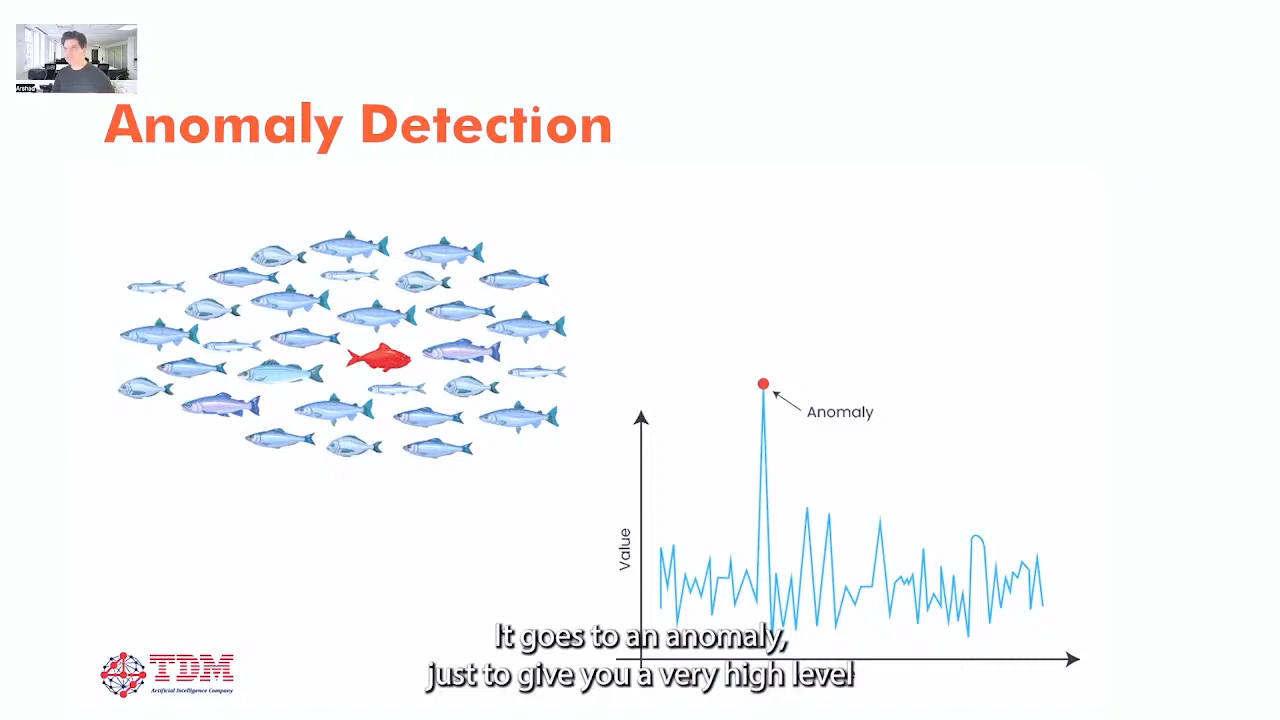 Arshad
Anomaly Detection
Anomaly
Value
It goes to an anomaly,
just to give you a very high level
TDM
Artificial Intelligence Company